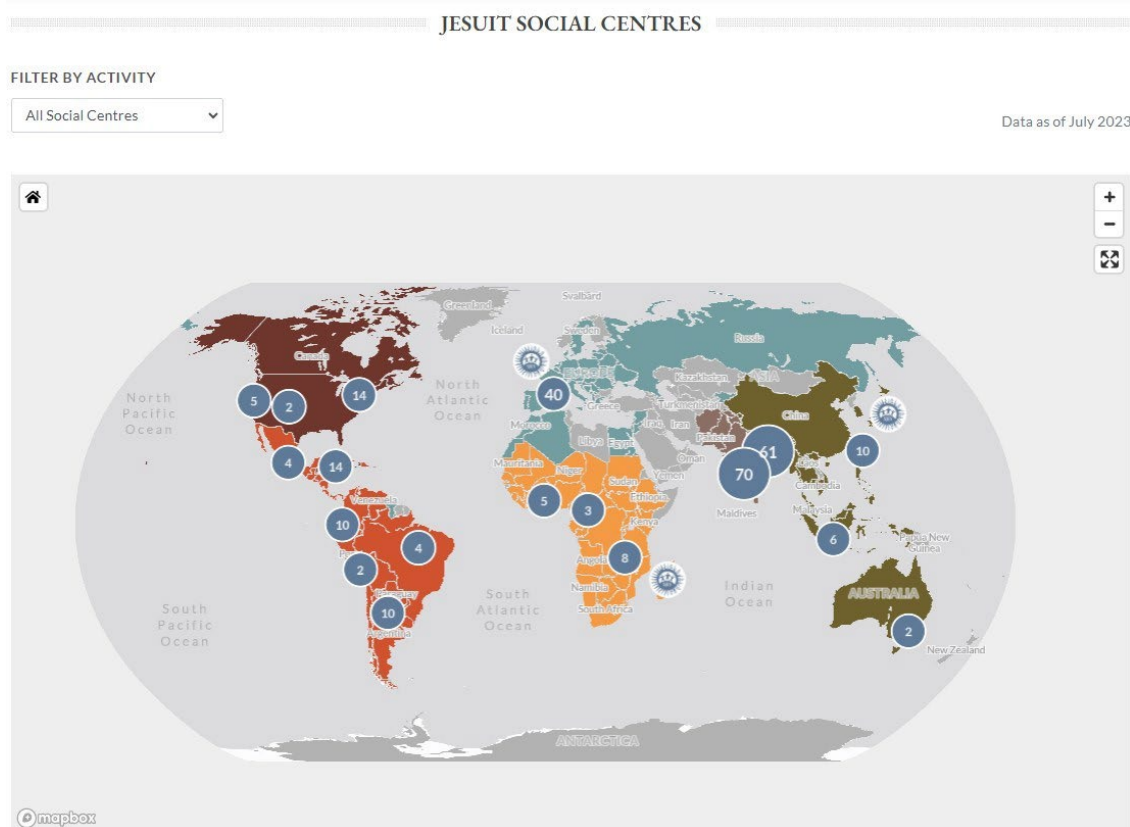 JESUIT SOCIAL CENTRES
FILTER BY ACTIVITY
All Social Centres
Data as of July 2023
+
−
Greenland
Svalbard
Iceland
Sweden
Russia
Canada
EUROPE
Kazakhstan
ASIA
North
Pacific
Ocean
5
2
14
North
Atlantic
Ocean
40
Greece
Turkmenistan
China
Morocco
Libya
Egypt
Iraq
Iran
Pakistan
4
14
Mauritania
Niger
Sudan
Oman
Yemen
70
61
10
Laos
Cambodia
Venezuela
5
3
Ethiopia
Kenya
Maldives
Malaysia
10
4
2
8
6
Papua New
Guinea
Angola
Namibia
South Africa
Indian
Ocean
AUSTRALIA
South
Pacific
Ocean
Paraguay
10
Argentina
South
Atlantic
Ocean
2
New Zealand
ANTARCTICA
mapbox